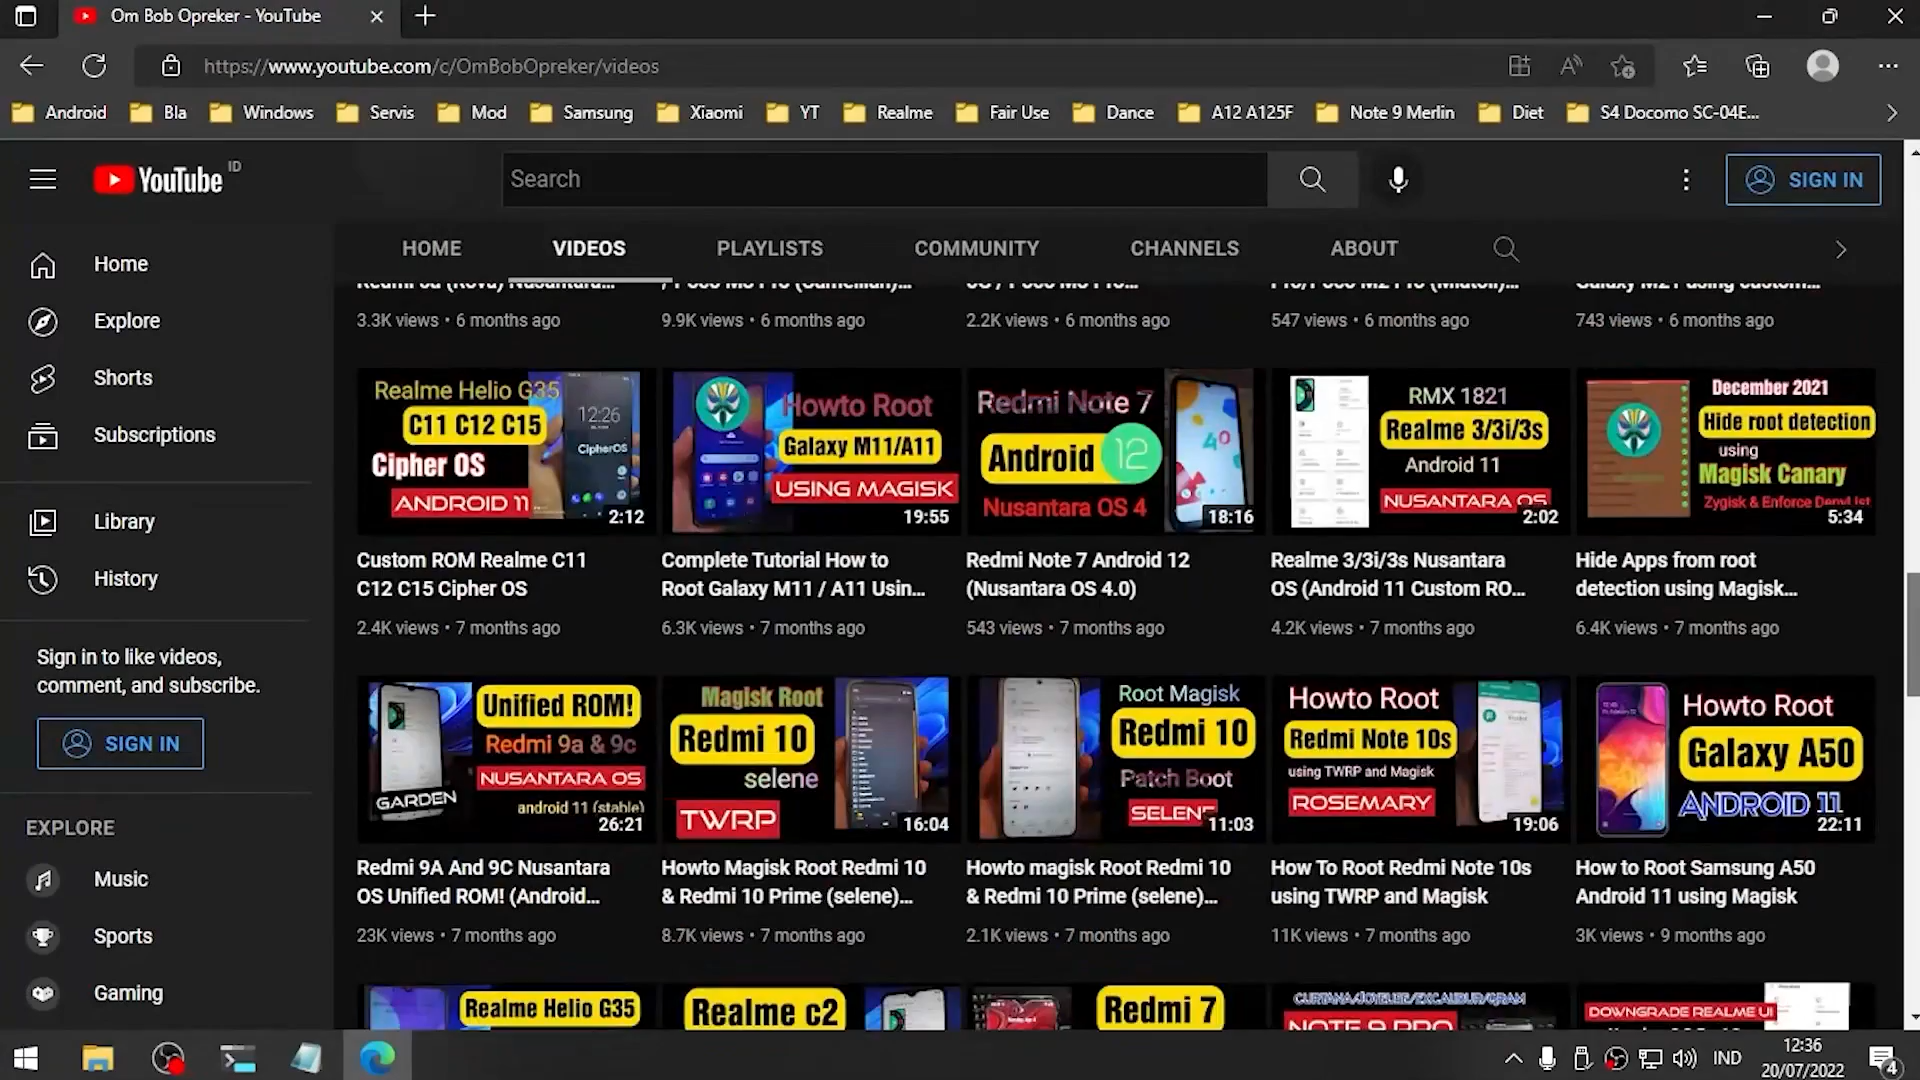 Om Bob Opreker - YouTube
https://www.youtube.com/c/OmBobOpreker/videos
Android Bla Windows Servis Mod Samsung Xiaomi YT Realme Fair Use Dance A12 A125F Note 9 Merlin Diet S4 Docomo SC-04E...
YouTube ID
Search
SIGN IN
HOME VIDEOS PLAYLISTS COMMUNITY CHANNELS ABOUT
Home
Explore
Shorts
Subscriptions
Library
History
Sign in to like videos,
comment, and subscribe.
SIGN IN
EXPLORE
Music
Sports
Gaming
3.3K views • 6 months ago
9.9K views • 6 months ago
2.2K views • 6 months ago
547 views • 6 months ago
743 views • 6 months ago
Realme Helio G35
C11 C12 C15
12:26
CipherOS
Cipher OS
ANDROID 11
2:12
Custom ROM Realme C11
C12 C15 Cipher OS
2.4K views • 7 months ago
Howto Root
Galaxy M11/A11
USING MAGISK
19:55
Complete Tutorial How to
Root Galaxy M11 / A11 Usin...
6.3K views • 7 months ago
Redmi Note 7
Android 12
Nusantara OS 4
18:16
Redmi Note 7 Android 12
(Nusantara OS 4.0)
543 views • 7 months ago
RMX 1821
Realme 3/3i/3s
Android 11
NUSANTARA OS
2:02
Realme 3/3i/3s Nusantara
OS (Android 11 Custom RO...
4.2K views • 7 months ago
December 2021
Hide root detection
using
Magisk Canary
Zygisk & Enforce DenyList
5:34
Hide Apps from root
detection using Magisk...
6.4K views • 7 months ago
Unified ROM!
Redmi 9a & 9c
NUSANTARA OS
GARDEN
android 11 (stable)
26:21
Redmi 9A And 9C Nusantara
OS Unified ROM! (Android...
23K views • 7 months ago
Magisk Root
Redmi 10
selene
TWRP
16:04
Howto Magisk Root Redmi 10
& Redmi 10 Prime (selene)...
8.7K views • 7 months ago
Root Magisk
Redmi 10
Patch Boot
SELENE
11:03
Howto magisk Root Redmi 10
& Redmi 10 Prime (selene)...
2.1K views • 7 months ago
Howto Root
Redmi Note 10s
using TWRP and Magisk
ROSEMARY
19:06
How To Root Redmi Note 10s
using TWRP and Magisk
11K views • 7 months ago
Howto Root
Galaxy A50
ANDROID 11
22:11
How to Root Samsung A50
Android 11 using Magisk
3K views • 9 months ago
Realme Helio G35
Realme c2
Redmi 7
CURTANA/JOYEUSE/EXCALIBUR/GRAM
NOTE 9 PRO
DOWNGRADE REALME UI
IND
12:36
20/07/2022
4